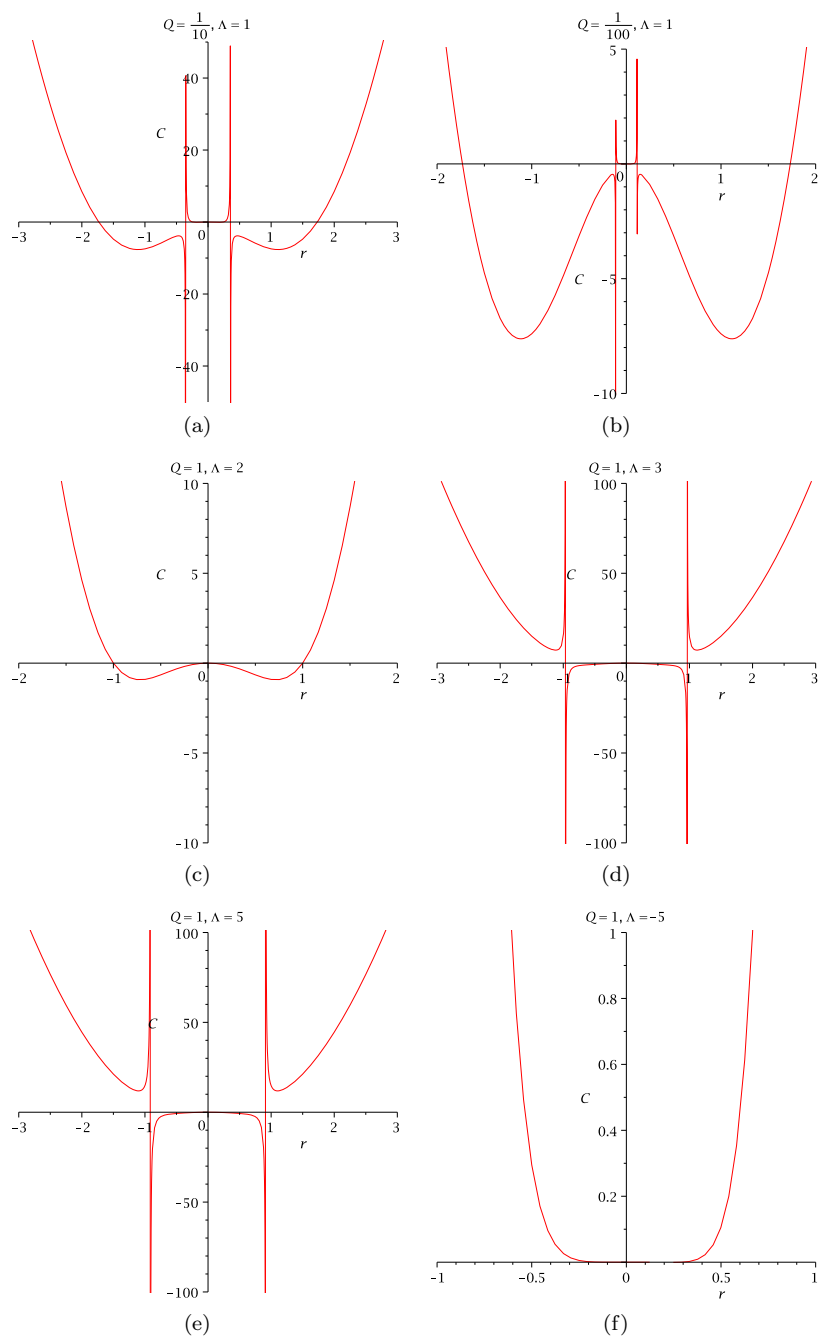 Q = 1/10, Λ = 1
40
C
20
-3 -2 -1 0 1 2 3
r
-20
-40
(a)
Q = 1/100, Λ = 1
5
-2 -1 0 1 2
r
C
-5
-10
(b)
Q = 1, Λ = 2
10
C
5
-2 -1 0 1 2
r
-5
-10
(c)
Q = 1, Λ = 3
100
C
50
-3 -2 -1 0 1 2 3
r
-50
-100
(d)
Q = 1, Λ = 5
100
C
50
-3 -2 -1 0 1 2 3
r
-50
-100
(e)
Q = 1, Λ = -5
1
0.8
0.6
C
0.4
0.2
-1 -0.5 0 0.5 1
r
(f)